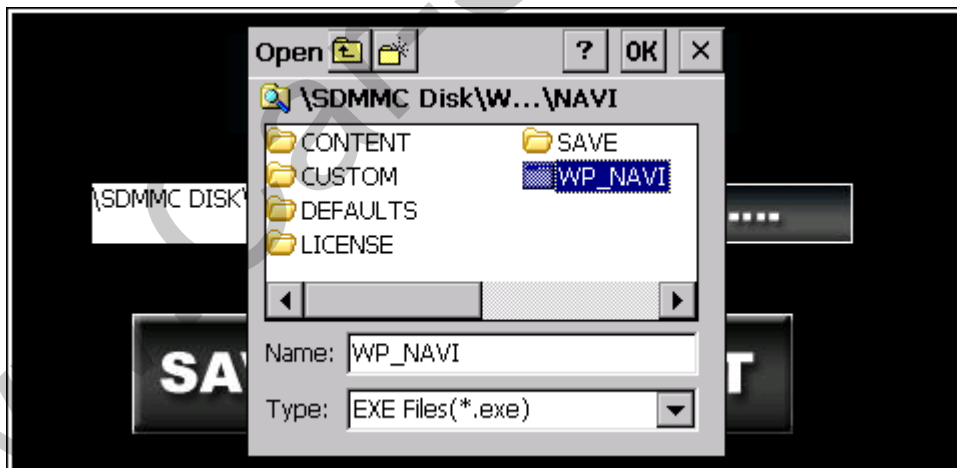 Open ? OK ×
\SDMMC Disk\W...\NAVI
CONTENT SAVE
CUSTOM WP_NAVI
\SDMMC DISK\
DEFAULTS
....
LICENSE
Name: WP_NAVI
SA T
Type: EXE Files(*.exe)